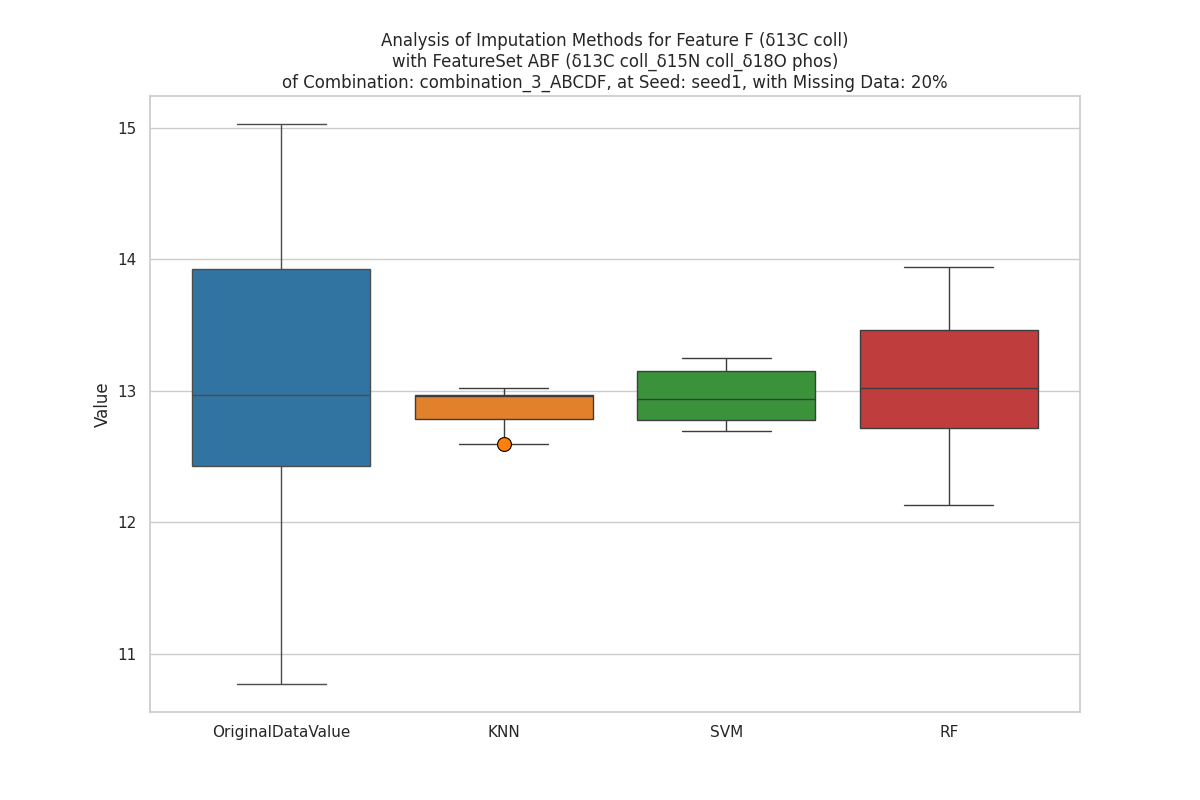 Analysis of Imputation Methods for Feature F (δ13C coll)
with FeatureSet ABF (δ13C coll_δ15N coll_δ18O phos)
of Combination: combination_3_ABCDF, at Seed: seed1, with Missing Data: 20%
15
14
13
12
11
Value
OriginalDataValue
KNN
SVM
RF